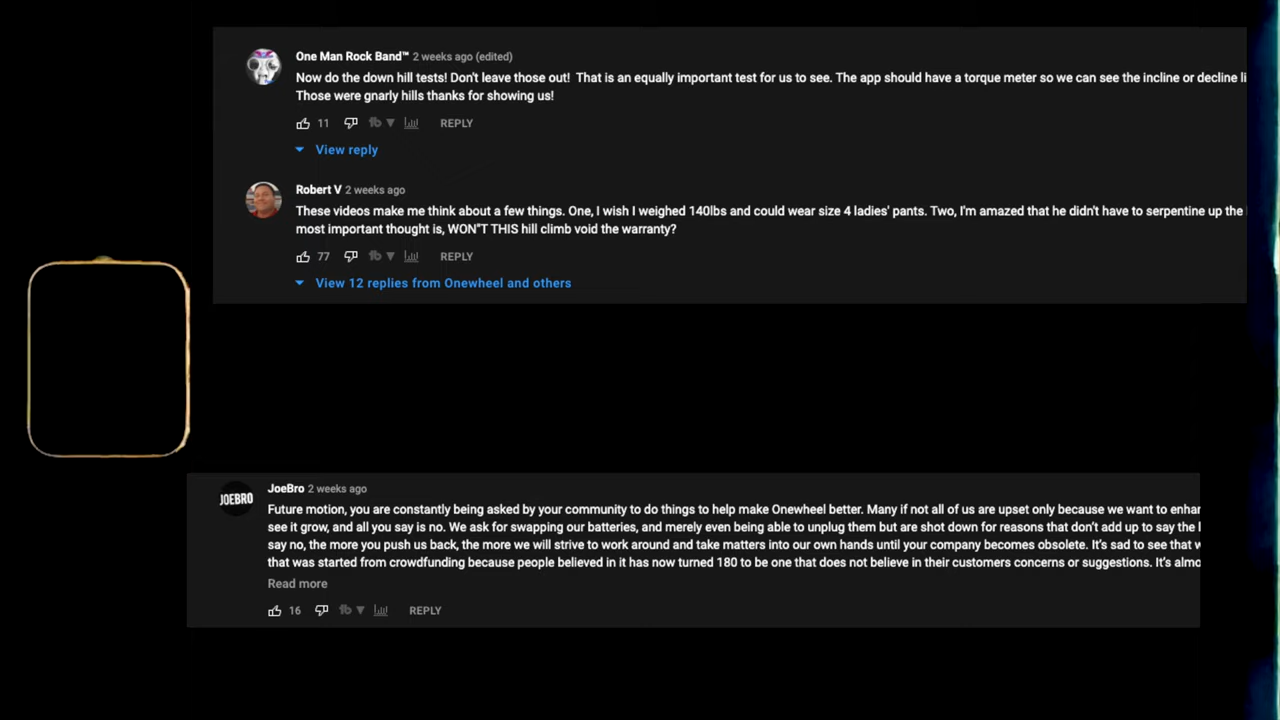 One Man Rock Band™ 2 weeks ago (edited)
Now do the down hill tests! Don't leave those out! That is an equally important test for us to see. The app should have a torque meter so we can see the incline or decline li
Those were gnarly hills thanks for showing us!
11 REPLY
View reply
Robert V 2 weeks ago
These videos make me think about a few things. One, I wish I weighed 140lbs and could wear size 4 ladies' pants. Two, I'm amazed that he didn't have to serpentine up the
most important thought is, WON"T THIS hill climb void the warranty?
77 REPLY
View 12 replies from Onewheel and others
JOEBRO
JoeBro 2 weeks ago
Future motion, you are constantly being asked by your community to do things to help make Onewheel better. Many if not all of us are upset only because we want to enhan
see it grow, and all you say is no. We ask for swapping our batteries, and merely even being able to unplug them but are shot down for reasons that don't add up to say the l
say no, the more you push us back, the more we will strive to work around and take matters into our own hands until your company becomes obsolete. It's sad to see that w
that was started from crowdfunding because people believed in it has now turned 180 to be one that does not believe in their customers concerns or suggestions. It's almo
Read more
16 REPLY